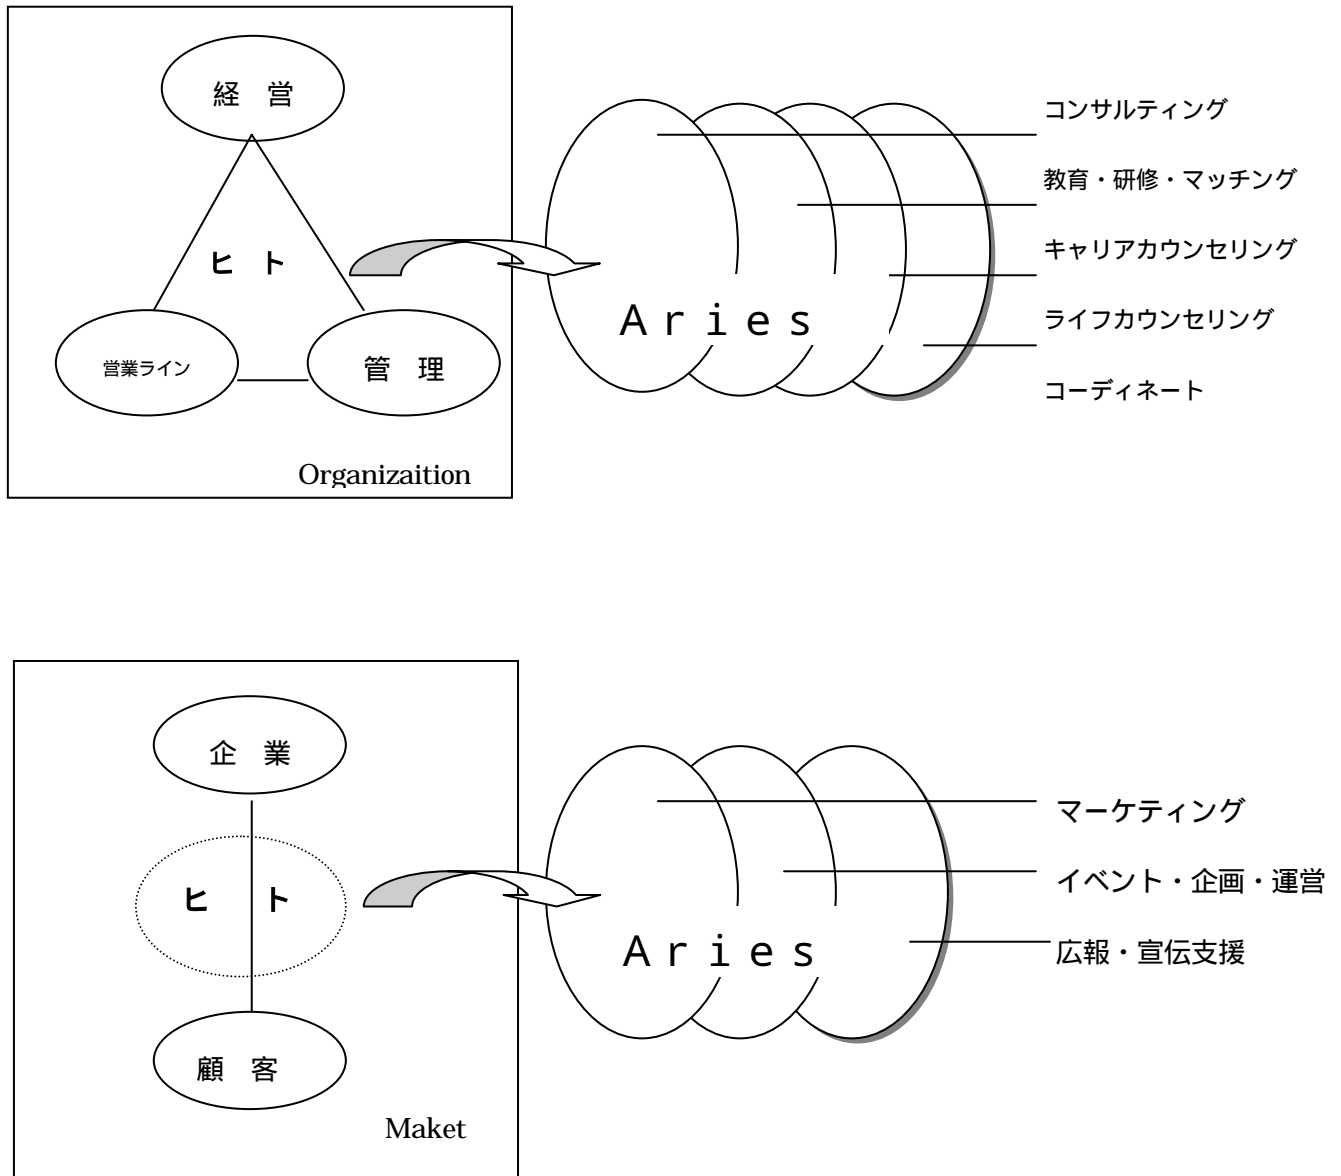 経　営
ヒ　ト
営業ライン
管　理
Organizaition
Ａｒｉｅｓ
コンサルティング
教育・研修・マッチング
キャリアカウンセリング
ライフカウンセリング
コーディネート
企　業
ヒ　ト
顧　客
Maket
Ａｒｉｅｓ
マーケティング
イベント・企画・運営
広報・宣伝支援